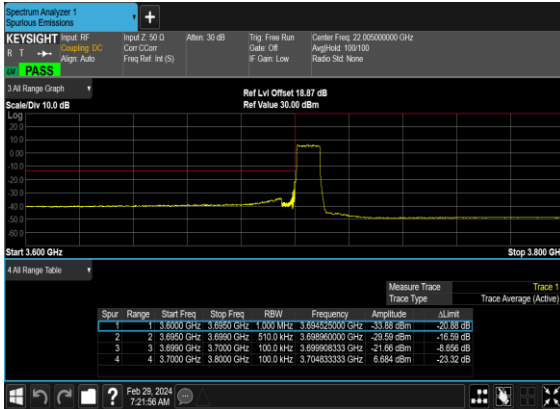 Spectrum Analyzer 1
Spurious Emissions
+
KEYSIGHT Input: RF Input Z: 50 Ω Atten: 30 dB Trig: Free Run Center Freq: 22.005000000 GHz
R T Coupling: DC Corr CCorr Gate: Off Avg|Hold: 100/100
Align: Auto Freq Ref: Int (S) IF Gain: Low Radio Std: None
PASS
3 All Range Graph
Ref Lvl Offset 18.87 dB
Scale/Div 10.0 dB Ref Value 30.00 dBm
Log
20.0
10.0
0.00
-10.0
-20.0
-30.0
-40.0
-50.0
-60.0
Start 3.600 GHz Stop 3.800 GH
4 All Range Table
Measure Trace Trace 1
Trace Type Trace Average (Active)
Spur Range Start Freq Stop Freq RBW Frequency Amplitude ΔLimit
1 1 3.6000 GHz 3.6950 GHz 1.000 MHz 3.694525000 GHz -33.88 dBm -20.88 dB
2 2 3.6950 GHz 3.6990 GHz 510.0 kHz 3.698960000 GHz -29.59 dBm -16.59 dB
3 3 3.6990 GHz 3.7000 GHz 100.0 kHz 3.699908333 GHz -21.66 dBm -8.656 dB
4 4 3.7000 GHz 3.8000 GHz 100.0 kHz 3.704833333 GHz 6.684 dBm -23.32 dB
?
Feb 29, 2024
7:21:56 AM